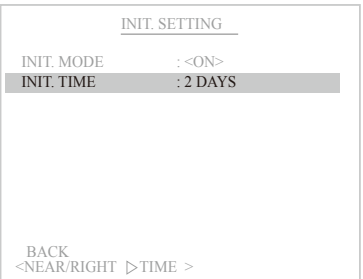 INIT. SETTING
INIT. MODE : <ON>
INIT. TIME : 2 DAYS
BACK
<NEAR/RIGHT ▷TIME >